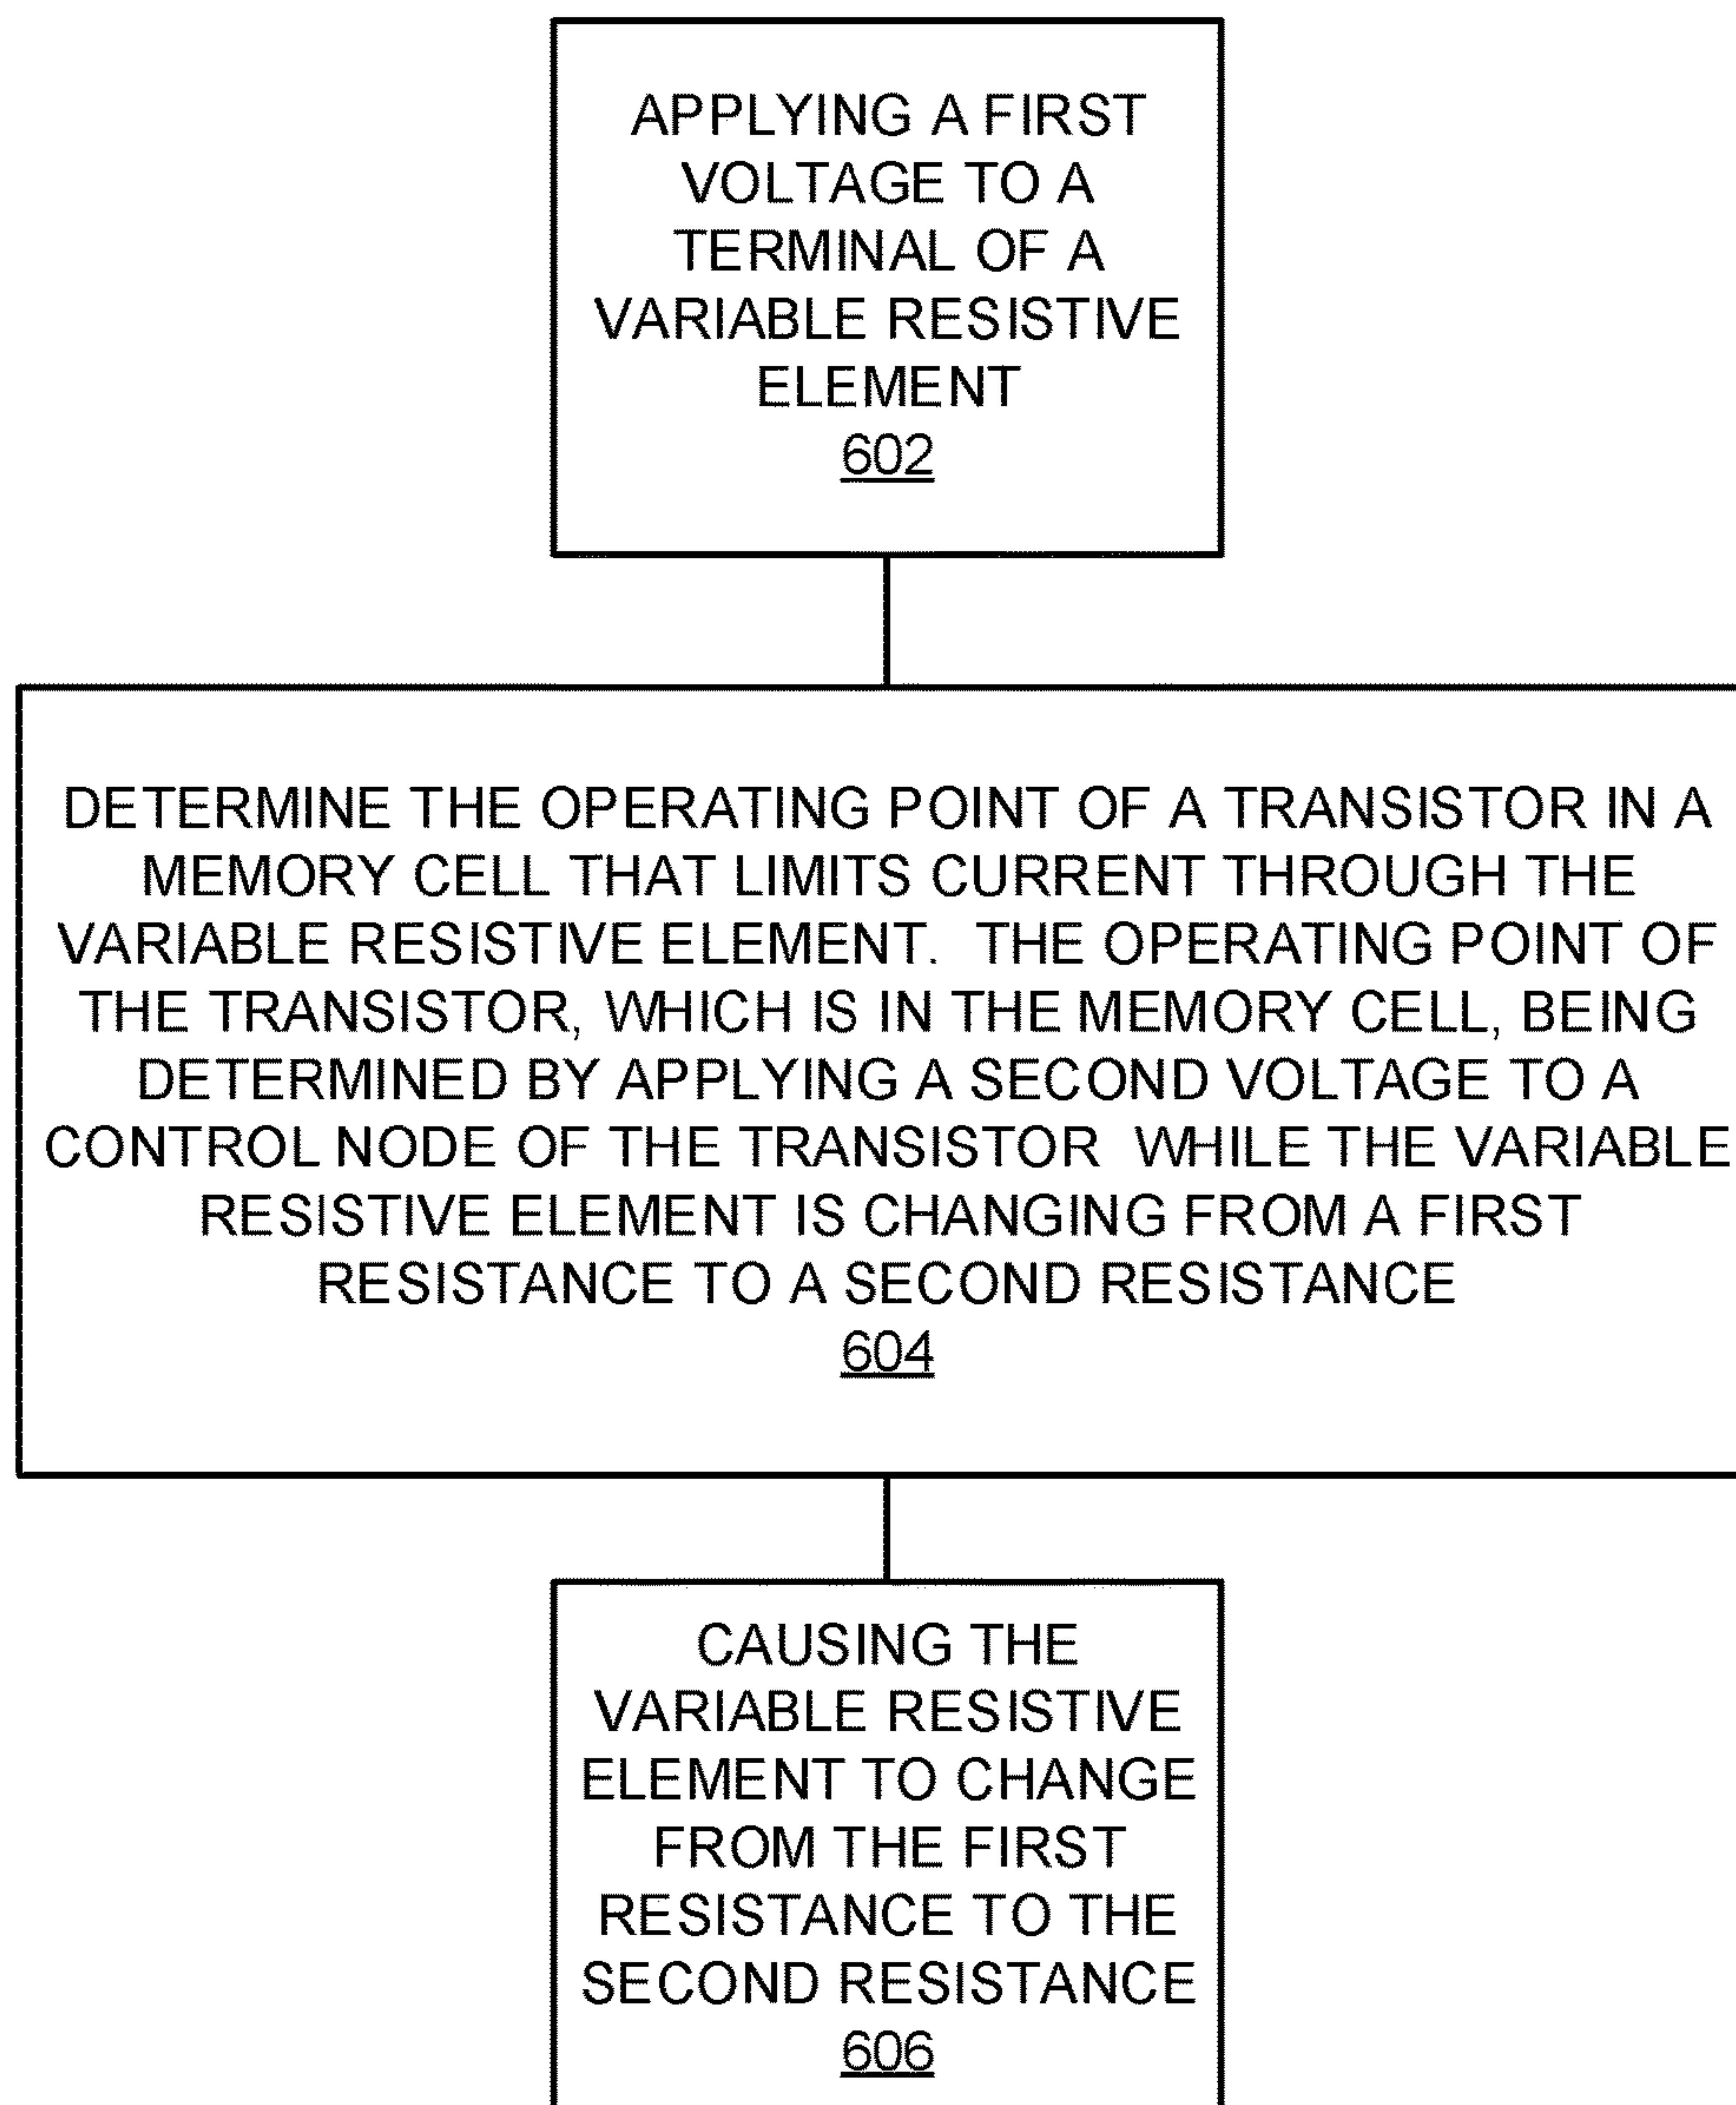 APPLYING A FIRST
VOLTAGE TO A
TERMINAL OF A
VARIABLE RESISTIVE
ELEMENT
602
DETERMINE THE OPERATING POINT OF A TRANSISTOR IN A
MEMORY CELL THAT LIMITS CURRENT THROUGH THE
VARIABLE RESISTIVE ELEMENT. THE OPERATING POINT OF
THE TRANSISTOR, WHICH IS IN THE MEMORY CELL, BEING
DETERMINED BY APPLYING A SECOND VOLTAGE TO A
CONTROL NODE OF THE TRANSISTOR WHILE THE VARIABLE
RESISTIVE ELEMENT IS CHANGING FROM A FIRST
RESISTANCE TO A SECOND RESISTANCE
604
CAUSING THE
VARIABLE RESISTIVE
ELEMENT TO CHANGE
FROM THE FIRST
RESISTANCE TO THE
SECOND RESISTANCE
606